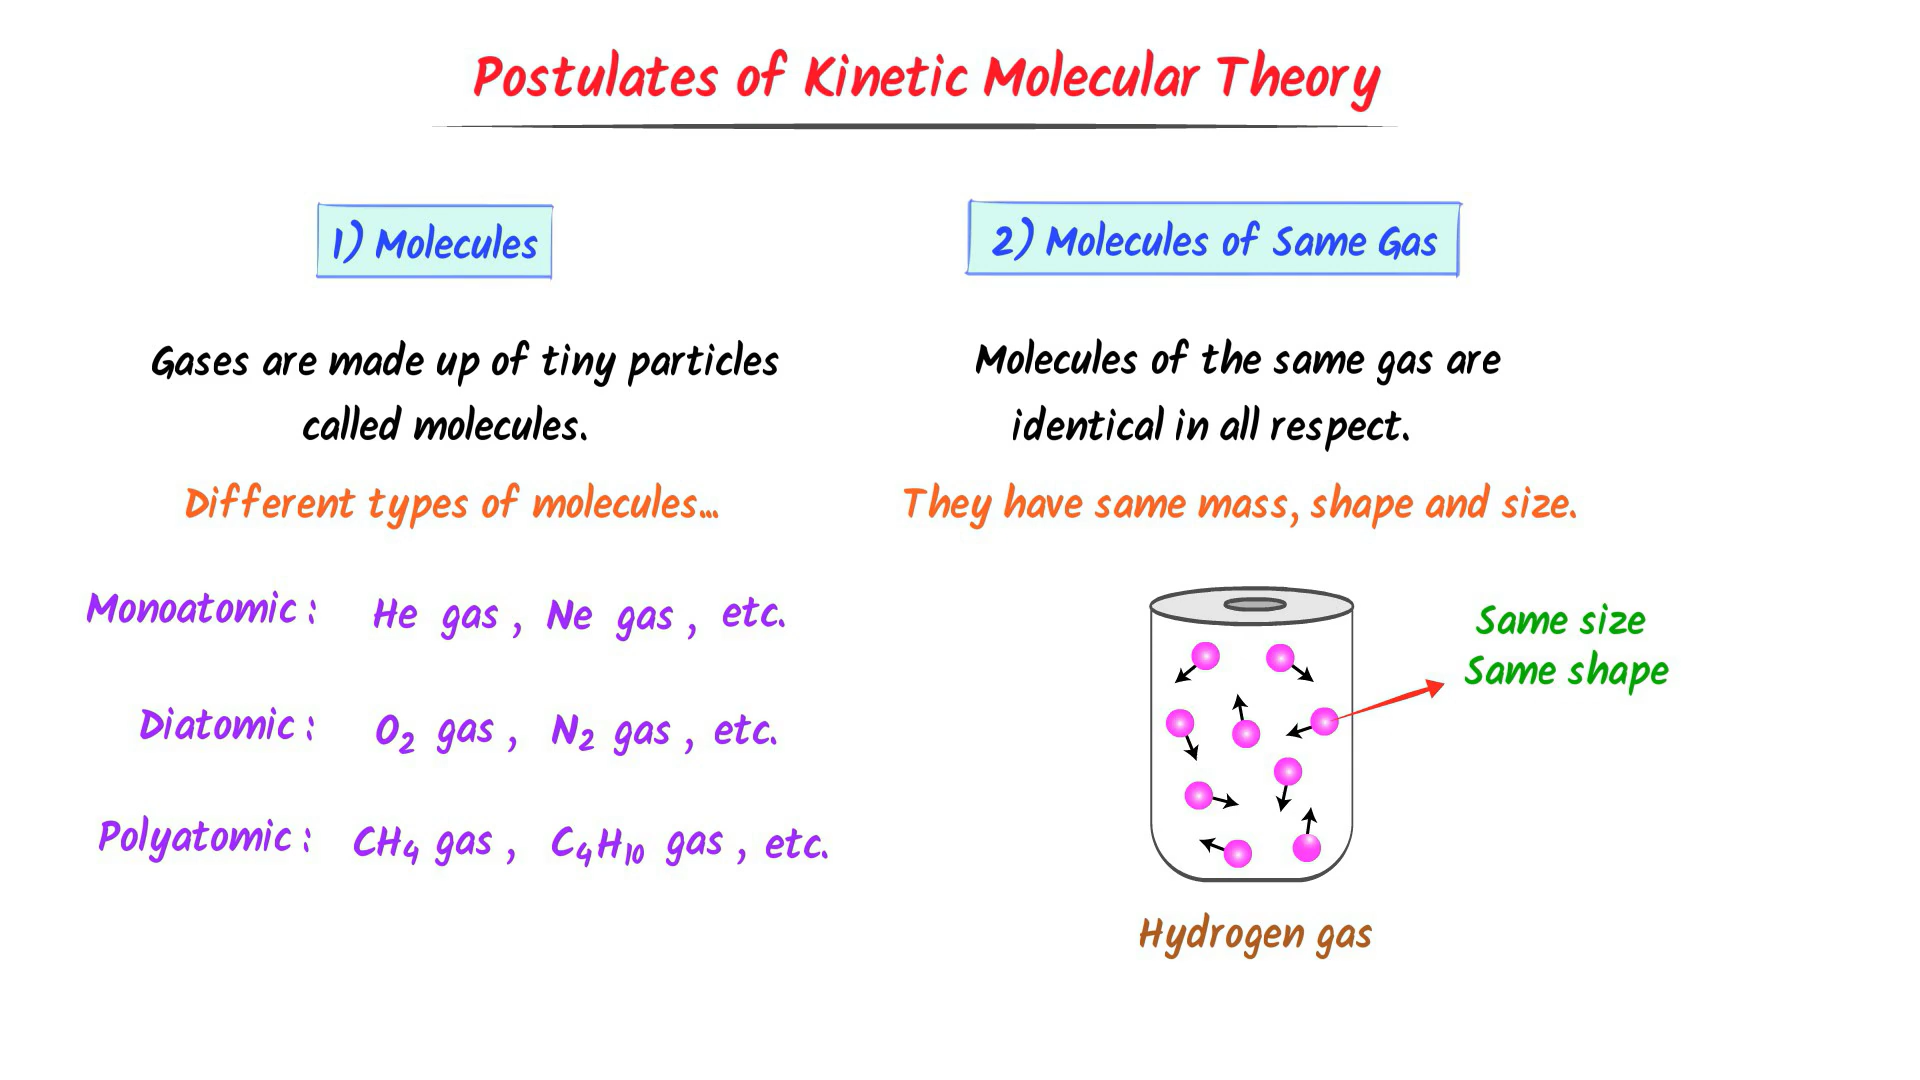 Postulates of Kinetic Molecular Theory
1) Molecules
Gases are made up of tiny particles
called molecules.
Different types of molecules...
Monoatomic : He gas , Ne gas , etc.
Diatomic : O₂ gas , N₂ gas , etc.
Polyatomic : CH₄ gas , C₄H₁₀ gas , etc.
2) Molecules of Same Gas
Molecules of the same gas are
identical in all respect.
They have same mass, shape and size.
Same size
Same shape
Hydrogen gas